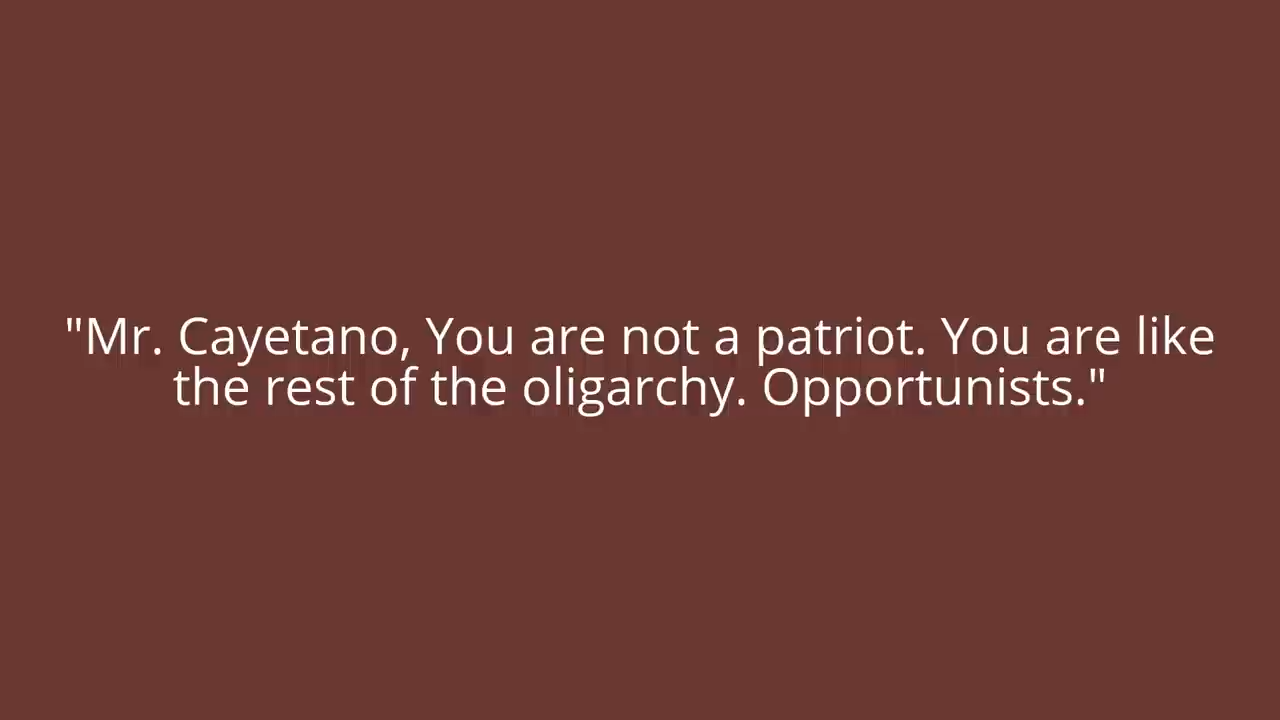 "Mr. Cayetano, You are not a patriot. You are like
the rest of the oligarchy. Opportunists."